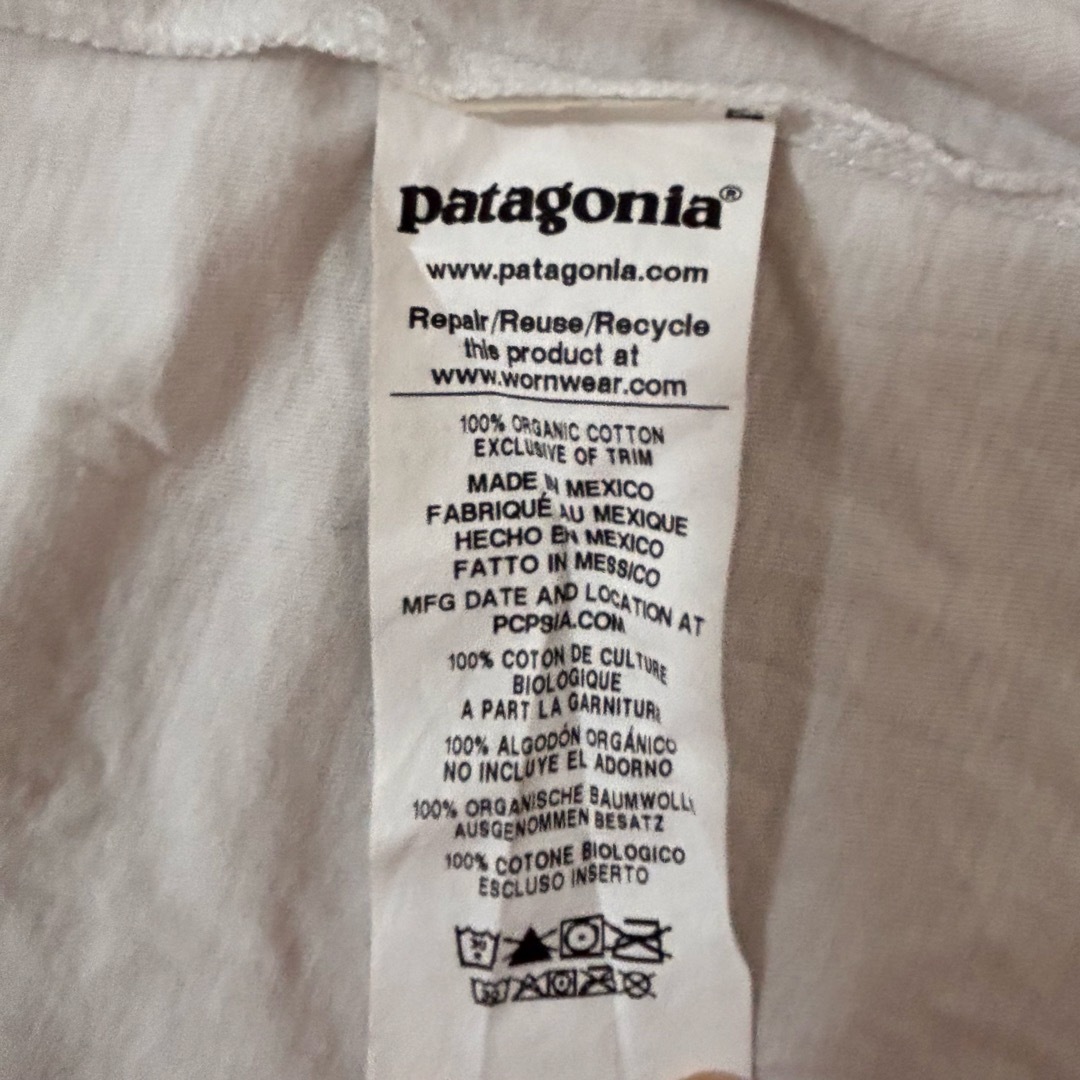 patagonia®
www.patagonia.com
Repair/Reuse/Recycle
this product at
www.wornwear.com
100% ORGANIC COTTON
EXCLUSIVE OF TRIM
MADE IN MEXICO
FABRIQUÉ AU MEXIQUE
HECHO EN MEXICO
FATTO IN MESSICO
MFG DATE AND LOCATION AT
PCPSIA.COM
100% COTON DE CULTURE
BIOLOGIQUE
A PART LA GARNITURE
100% ALGODÓN ORGÁNICO
NO INCLUYE EL ADORNO
100% ORGANISCHE BAUMWOLLE
AUSGENOMMEN BESATZ
100% COTONE BIOLOGICO
ESCLUSO INSERTO
30
30